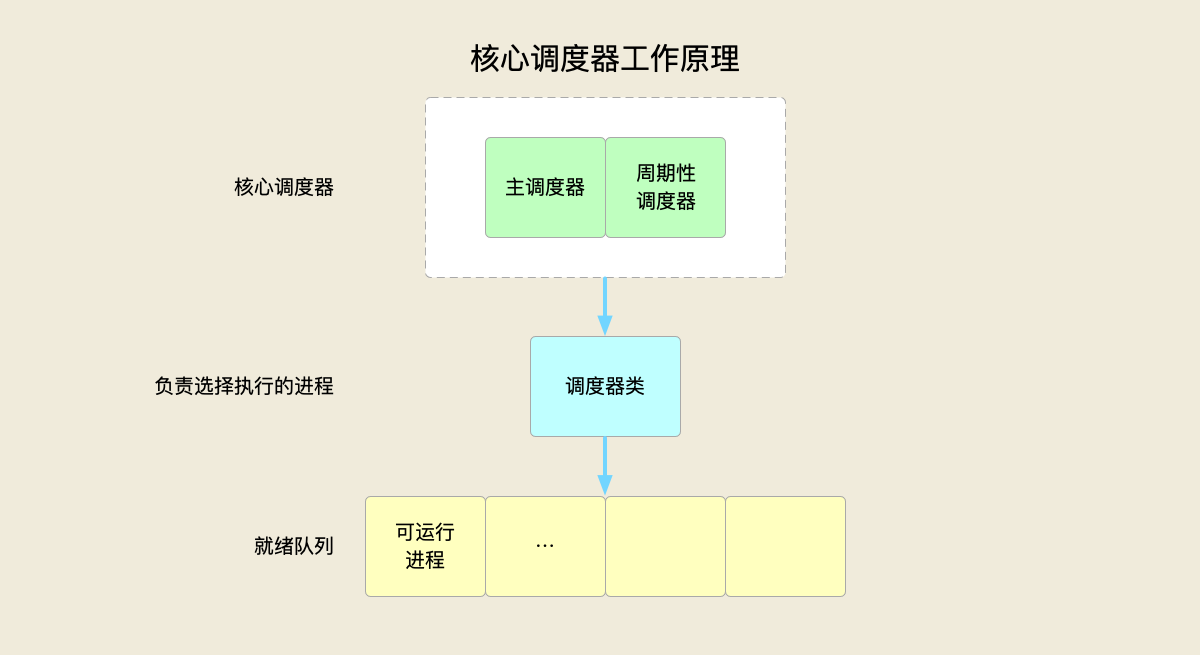 核心调度器工作原理
核心调度器
主调度器
周期性
调度器
负责选择执行的进程
调度器类
就绪队列
可运行
进程
…